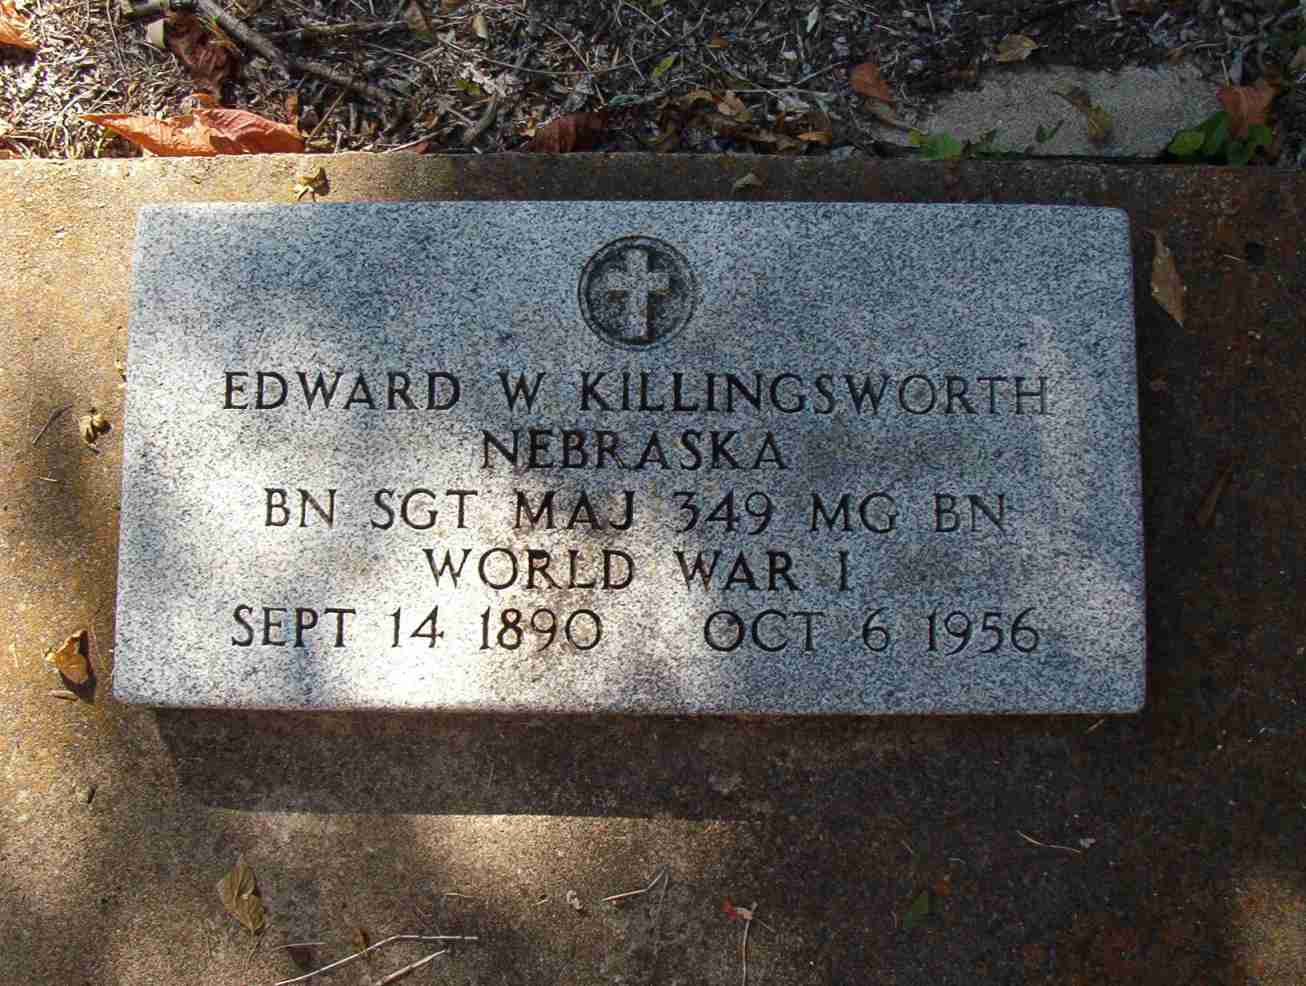 EDWARD W KILLINGSWORTH
NEBRASKA
BN SGT MAJ 349 MG BN
WORLD WAR I
SEPT 14 1890 OCT 6 1956